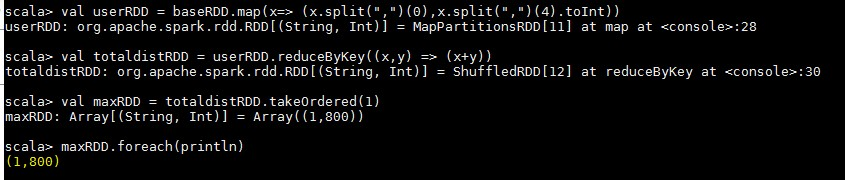 scala> val userRDD = baseRDD.map(x=> (x.split(",")(0),x.split(",")(4).toInt))
userRDD: org.apache.spark.rdd.RDD[(String, Int)] = MapPartitionsRDD[11] at map at <console>:28
scala> val totaldistRDD = userRDD.reduceByKey((x,y) => (x+y))
totaldistRDD: org.apache.spark.rdd.RDD[(String, Int)] = ShuffledRDD[12] at reduceByKey at <console>:30
scala> val maxRDD = totaldistRDD.takeOrdered(1)
maxRDD: Array[(String, Int)] = Array((1,800))
scala> maxRDD.foreach(println)
(1,800)